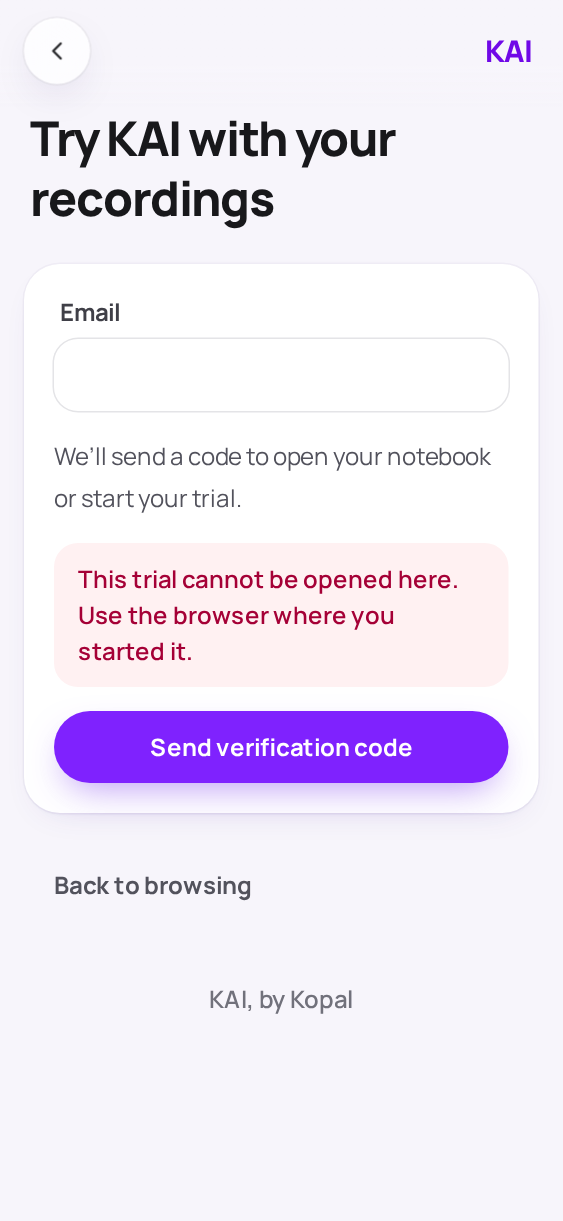 KAI
Try KAI with your
recordings
Email
We’ll send a code to open your notebook
or start your trial.
This trial cannot be opened here.
Use the browser where you
started it.
Send verification code
Back to browsing
KAI, by Kopal